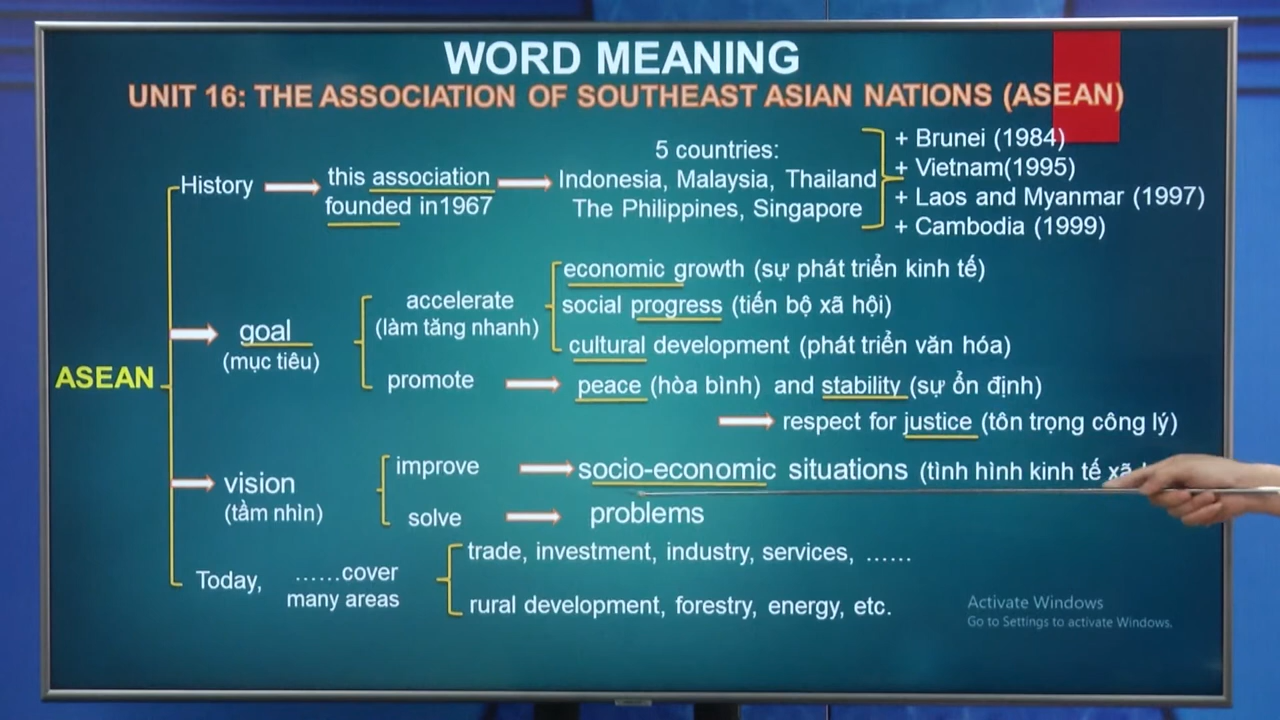 WORD MEANING
UNIT 16: THE ASSOCIATION OF SOUTHEAST ASIAN NATIONS (ASEAN)
ASEAN
History
this association
founded in1967
5 countries:
Indonesia, Malaysia, Thailand
The Philippines, Singapore
+ Brunei (1984)
+ Vietnam(1995)
+ Laos and Myanmar (1997)
+ Cambodia (1999)
goal
(mục tiêu)
accelerate
(làm tăng nhanh)
economic growth (sự phát triển kinh tế)
social progress (tiến bộ xã hội)
cultural development (phát triển văn hóa)
promote
peace (hòa bình) and stability (sự ổn định)
respect for justice (tôn trọng công lý)
vision
(tầm nhìn)
improve
socio-economic situations (tình hình kinh tế
solve
problems
Today,
......cover
many areas
trade, investment, industry, services, ......
rural development, forestry, energy, etc.
Activate Windows
Go to Settings to activate Windows.